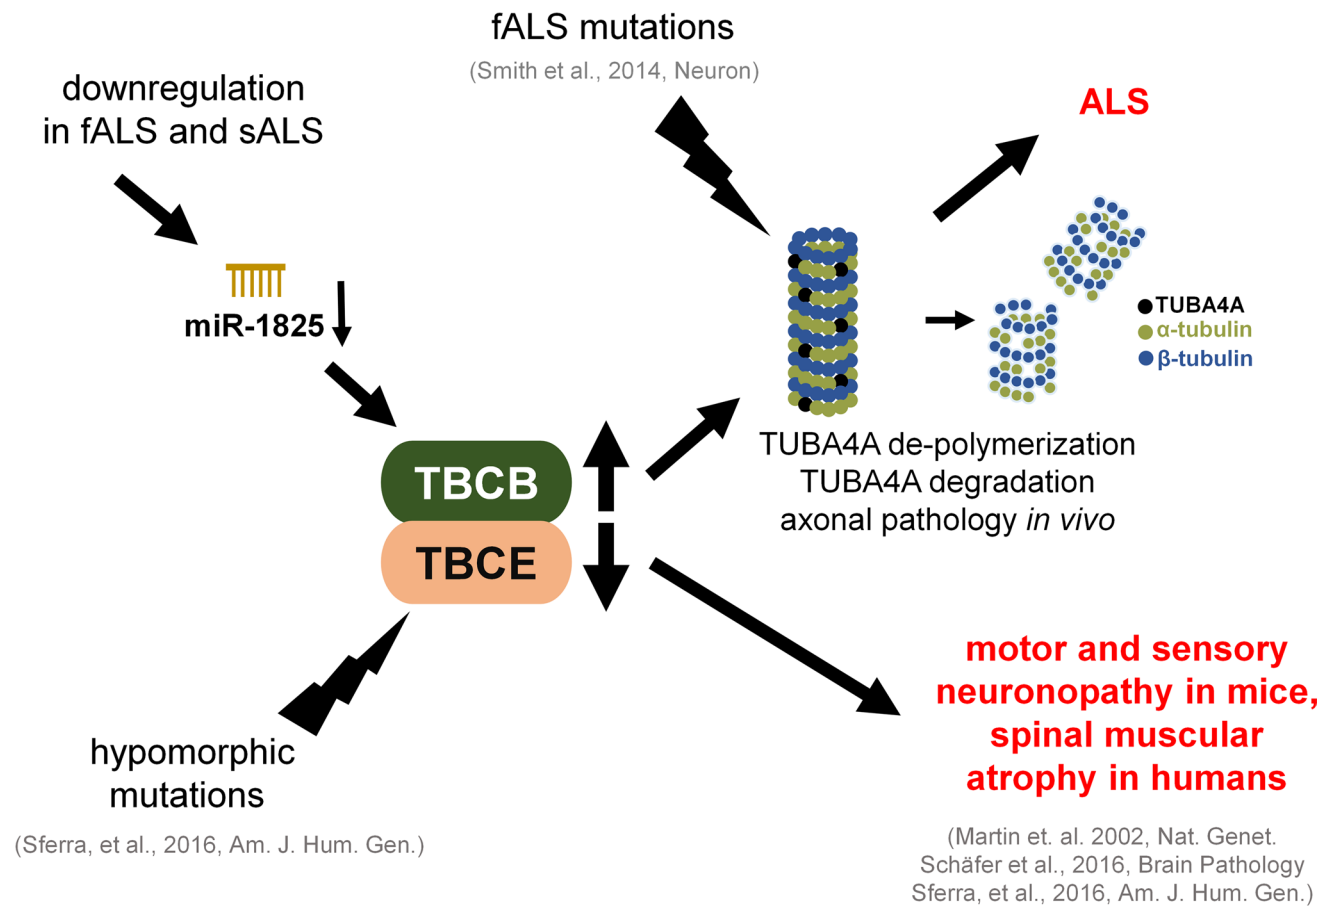 fALS mutations
(Smith et al., 2014, Neuron)
downregulation
in fALS and sALS
ALS
miR-1825
TUBA4A
α-tubulin
β-tubulin
TBCB
TBCE
TUBA4A de-polymerization
TUBA4A degradation
axonal pathology in vivo
hypomorphic
mutations
(Sferra, et al., 2016, Am. J. Hum. Gen.)
motor and sensory
neuronopathy in mice,
spinal muscular
atrophy in humans
(Martin et. al. 2002, Nat. Genet.
Schäfer et al., 2016, Brain Pathology
Sferra, et al., 2016, Am. J. Hum. Gen.)